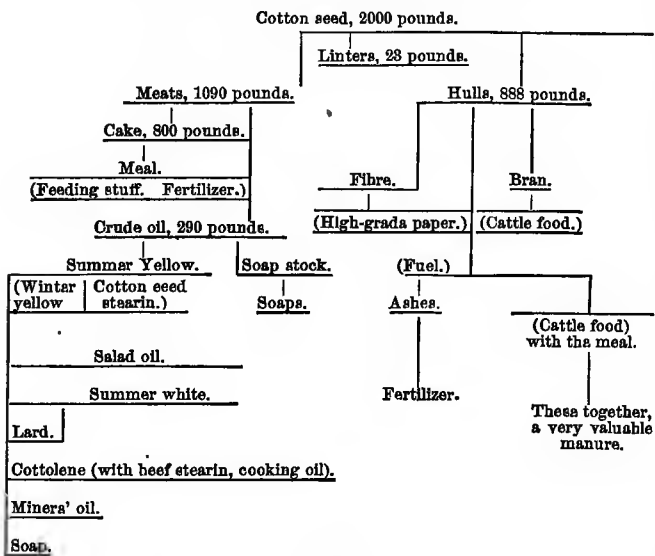 Cotton seed, 2000 pounds.
Linters, 23 pounds.
Meats, 1090 pounds.
Hulls, 888 pounds.
Cake, 800 pounds.
Meal.
(Feeding stuff. Fertilizer.)
Fibre.
Bran.
(High-grada paper.)
(Cattle food.)
Crude oil, 290 pounds.
Summar Yellow.
Soap stock.
(Fuel.)
(Winter
yellow
Cotton seed
stearin.)
Soaps.
Ashes.
(Cattle food)
with tha meal.
Salad oil.
Summer white.
Fertilizer.
Thesa together,
a very valuable
manure.
Lard.
Cottolene (with beef stearin, cooking oil).
Minera' oil.
Soap.